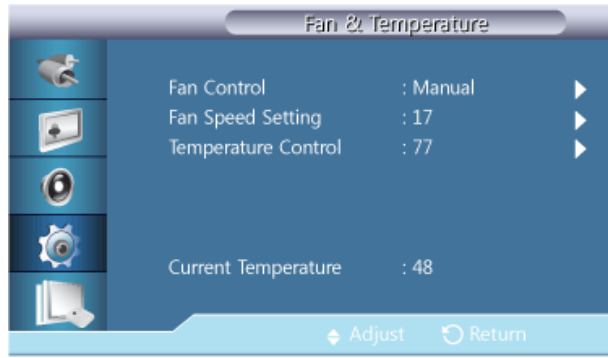 Fan & Temperature
Fan Control : Manual
Fan Speed Setting : 17
Temperature Control : 77
Current Temperature : 48
Adjust Return